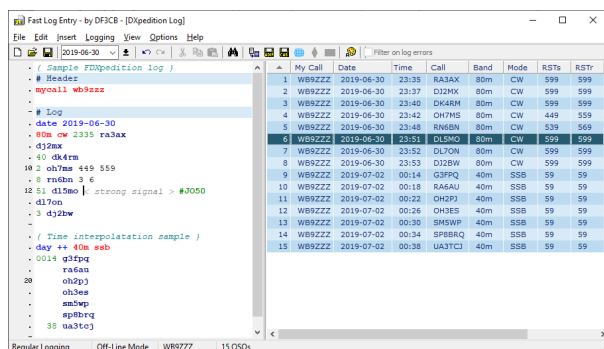 Fast Log Entry - by DF3CB - [DXpedition Log]
File Edit Insert Logging View Options Help
2019-06-30 Filter on log errors
{ Sample FDXpedition log }
# Header
mycall wb9zzz
# Log
date 2019-06-30
80m cw 2335 ra3ax
dj2mx
40 dk4rm
10 2 oh7ms 449 559
8 rn6bn 3 6
12 51 dl5mo < strong signal > #JO50
dl7on
3 dj2bw
{ Time interpolatation sample }
day ++ 40m ssb
0014 g3fpq
ra6au
20 oh2pj
oh3es
sm5wp
sp8brq
38 ua3tcj
My Call Date Time Call Band Mode RSTs RSTr
1 WB9ZZZ 2019-06-30 23:35 RA3AX 80m CW 599 599
2 WB9ZZZ 2019-06-30 23:37 DJ2MX 80m CW 599 599
3 WB9ZZZ 2019-06-30 23:40 DK4RM 80m CW 599 599
4 WB9ZZZ 2019-06-30 23:42 OH7MS 80m CW 449 559
5 WB9ZZZ 2019-06-30 23:48 RN6BN 80m CW 539 569
6 WB9ZZZ 2019-06-30 23:51 DL5MO 80m CW 599 599
7 WB9ZZZ 2019-06-30 23:52 DL7ON 80m CW 599 599
8 WB9ZZZ 2019-06-30 23:53 DJ2BW 80m CW 599 599
9 WB9ZZZ 2019-07-02 00:14 G3FPQ 40m SSB 59 59
10 WB9ZZZ 2019-07-02 00:18 RA6AU 40m SSB 59 59
11 WB9ZZZ 2019-07-02 00:22 OH2PJ 40m SSB 59 59
12 WB9ZZZ 2019-07-02 00:26 OH3ES 40m SSB 59 59
13 WB9ZZZ 2019-07-02 00:30 SM5WP 40m SSB 59 59
14 WB9ZZZ 2019-07-02 00:34 SP8BRQ 40m SSB 59 59
15 WB9ZZZ 2019-07-02 00:38 UA3TCJ 40m SSB 59 59
Regular Logging Off-Line Mode WB9ZZZ 15 QSOs